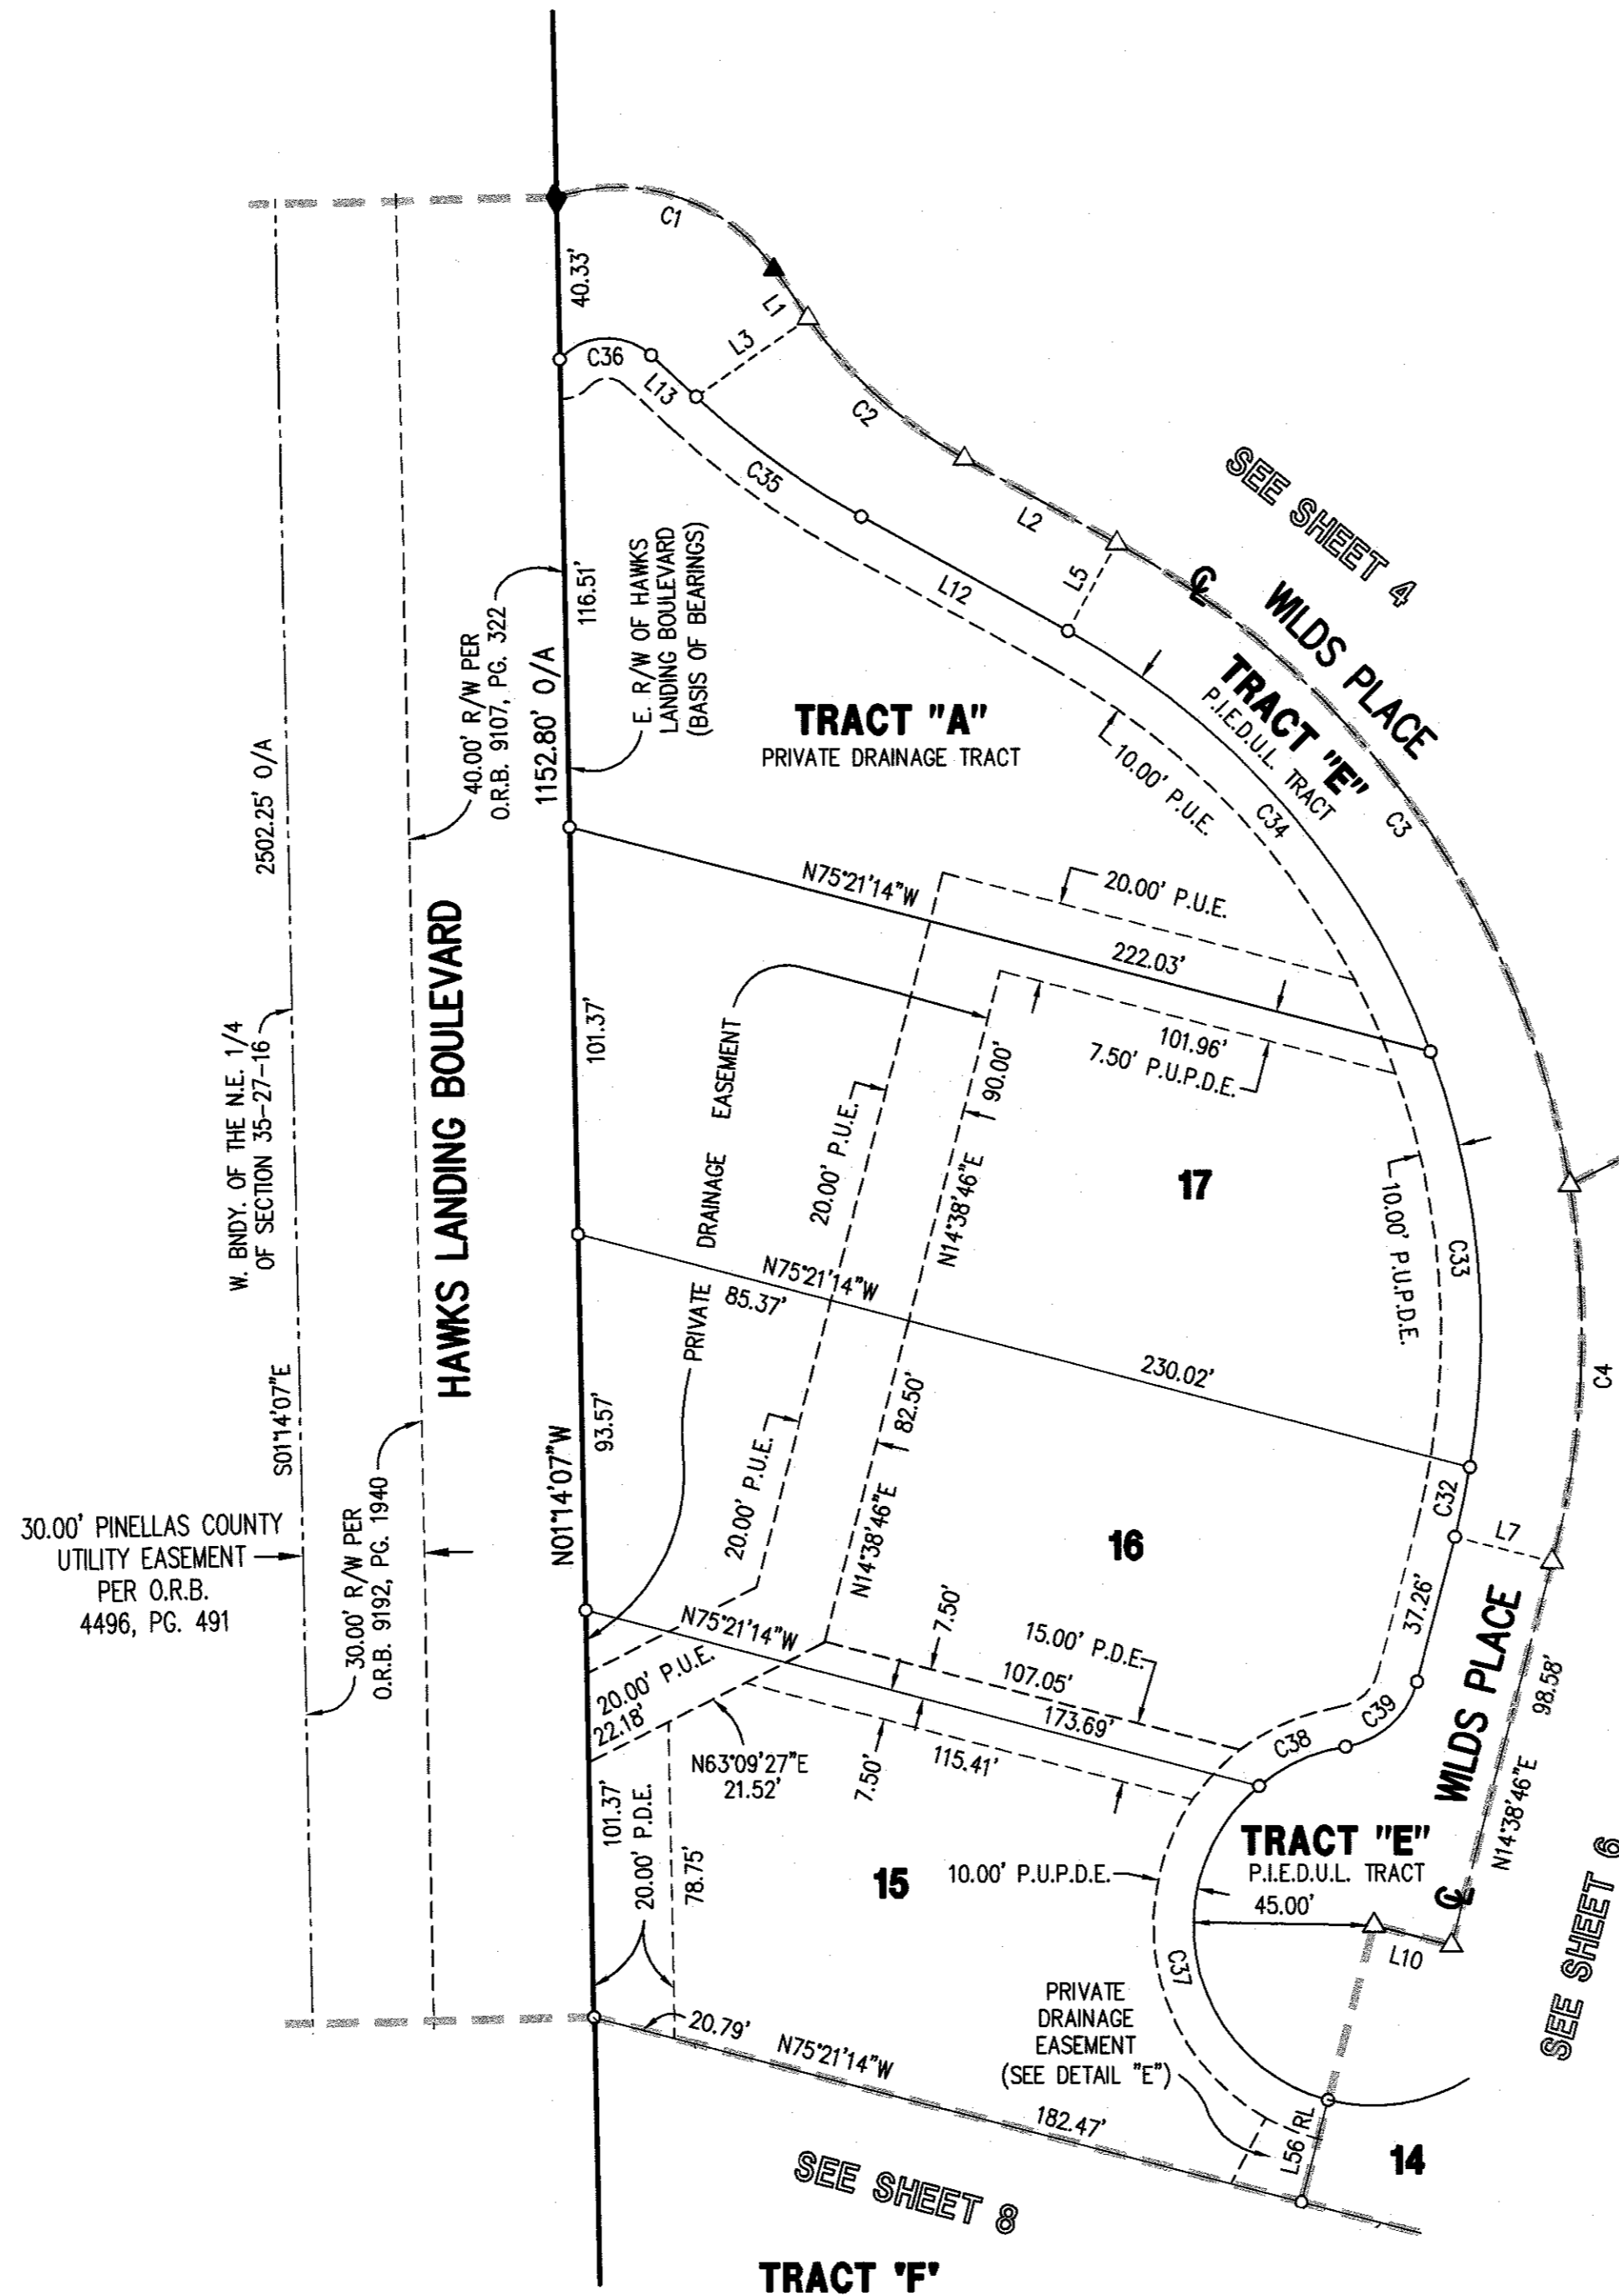 C1
40.33'
L1
L3
C36
L13
C2
C35
L2
SEE SHEET 4
L5
L12
℄
WILDS PLACE
TRACT "E"
P.I.E.D.U.L. TRACT
C3
C34
116.51'
E. R/W OF HAWKS
LANDING BOULEVARD
(BASIS OF BEARINGS)
40.00' R/W PER
O.R.B. 9107, PG. 322
1152.80' O/A
2502.25' O/A
TRACT "A"
PRIVATE DRAINAGE TRACT
10.00' P.U.E.
N75°21'14"W
20.00' P.U.E.
222.03'
HAWKS LANDING BOULEVARD
101.37'
PRIVATE DRAINAGE EASEMENT
W. BNDY. OF THE N.E. 1/4
OF SECTION 35-27-16
101.96'
7.50' P.U.P.D.E.
90.00'
20.00' P.U.E.
N14°38'46"E
17
10.00' P.U.P.D.E.
C33
N75°21'14"W
85.37'
230.02'
C4
S01°14'07"E
N01°14'07"W
93.57'
20.00' P.U.E.
82.50'
N14°38'46"E
16
C32
L7
30.00' PINELLAS COUNTY
UTILITY EASEMENT
PER O.R.B.
4496, PG. 491
30.00' R/W PER
O.R.B. 9192, PG. 1940
N75°21'14"W
7.50'
15.00' P.D.E.
107.05'
173.69'
37.26'
C39
C38
WILDS PLACE
98.58'
N14°38'46"E
20.00' P.U.E.
22.18'
N63°09'27"E
21.52'
7.50'
115.41'
101.37'
20.00' P.D.E.
78.75'
15
10.00' P.U.P.D.E.
TRACT "E"
P.I.E.D.U.L. TRACT
45.00'
℄
L10
SEE SHEET 6
C37
PRIVATE
DRAINAGE
EASEMENT
(SEE DETAIL "E")
20.79'
N75°21'14"W
182.47'
L56
RL
14
SEE SHEET 8
TRACT "F"